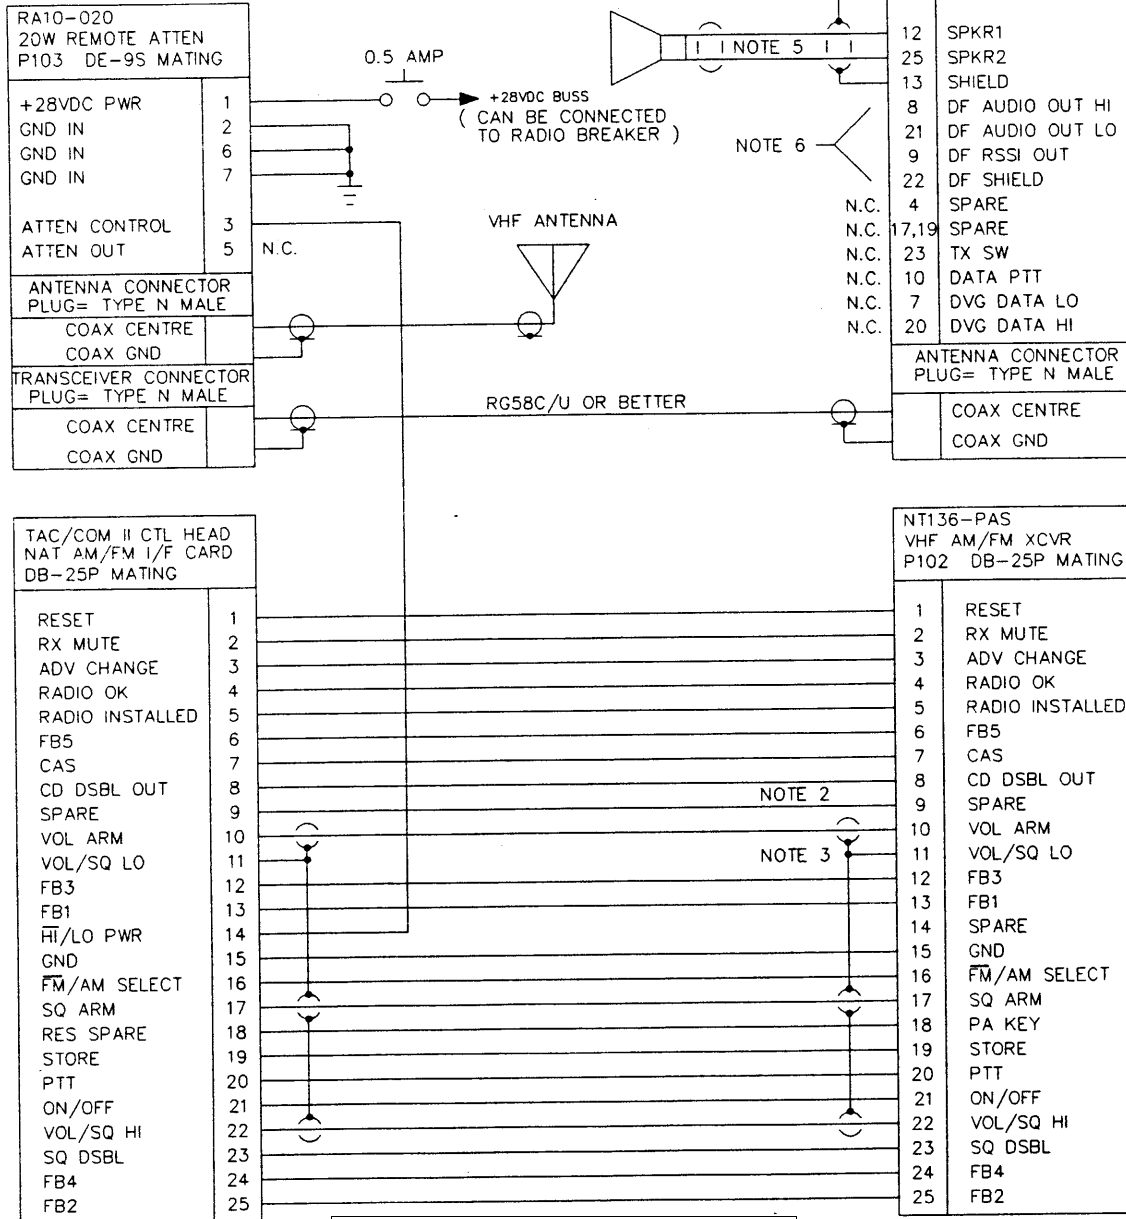 RA10-020
20W REMOTE ATTEN
P103 DE-9S MATING
+28VDC PWR 1
GND IN 2
GND IN 6
GND IN 7
ATTEN CONTROL 3
ATTEN OUT 5 N.C.
ANTENNA CONNECTOR
PLUG= TYPE N MALE
COAX CENTRE
COAX GND
TRANSCEIVER CONNECTOR
PLUG= TYPE N MALE
COAX CENTRE
COAX GND
0.5 AMP
+28VDC BUSS
( CAN BE CONNECTED
TO RADIO BREAKER )
VHF ANTENNA
RG58C/U OR BETTER
NOTE 5
NOTE 6
12 SPKR1
25 SPKR2
13 SHIELD
8 DF AUDIO OUT HI
21 DF AUDIO OUT LO
9 DF RSSI OUT
22 DF SHIELD
N.C. 4 SPARE
N.C. 17,19 SPARE
N.C. 23 TX SW
N.C. 10 DATA PTT
N.C. 7 DVG DATA LO
N.C. 20 DVG DATA HI
ANTENNA CONNECTOR
PLUG= TYPE N MALE
COAX CENTRE
COAX GND
TAC/COM II CTL HEAD
NAT AM/FM I/F CARD
DB-25P MATING
RESET 1
RX MUTE 2
ADV CHANGE 3
RADIO OK 4
RADIO INSTALLED 5
FB5 6
CAS 7
CD DSBL OUT 8
SPARE 9
VOL ARM 10
VOL/SQ LO 11
FB3 12
FB1 13
H̅I̅/LO PWR 14
GND 15
F̅M̅/AM SELECT 16
SQ ARM 17
RES SPARE 18
STORE 19
PTT 20
ON/OFF 21
VOL/SQ HI 22
SQ DSBL 23
FB4 24
FB2 25
NOTE 2
NOTE 3
NT136-PAS
VHF AM/FM XCVR
P102 DB-25P MATING
1 RESET
2 RX MUTE
3 ADV CHANGE
4 RADIO OK
5 RADIO INSTALLED
6 FB5
7 CAS
8 CD DSBL OUT
9 SPARE
10 VOL ARM
11 VOL/SQ LO
12 FB3
13 FB1
14 SPARE
15 GND
16 F̅M̅/AM SELECT
17 SQ ARM
18 PA KEY
19 STORE
20 PTT
21 ON/OFF
22 VOL/SQ HI
23 SQ DSBL
24 FB4
25 FB2